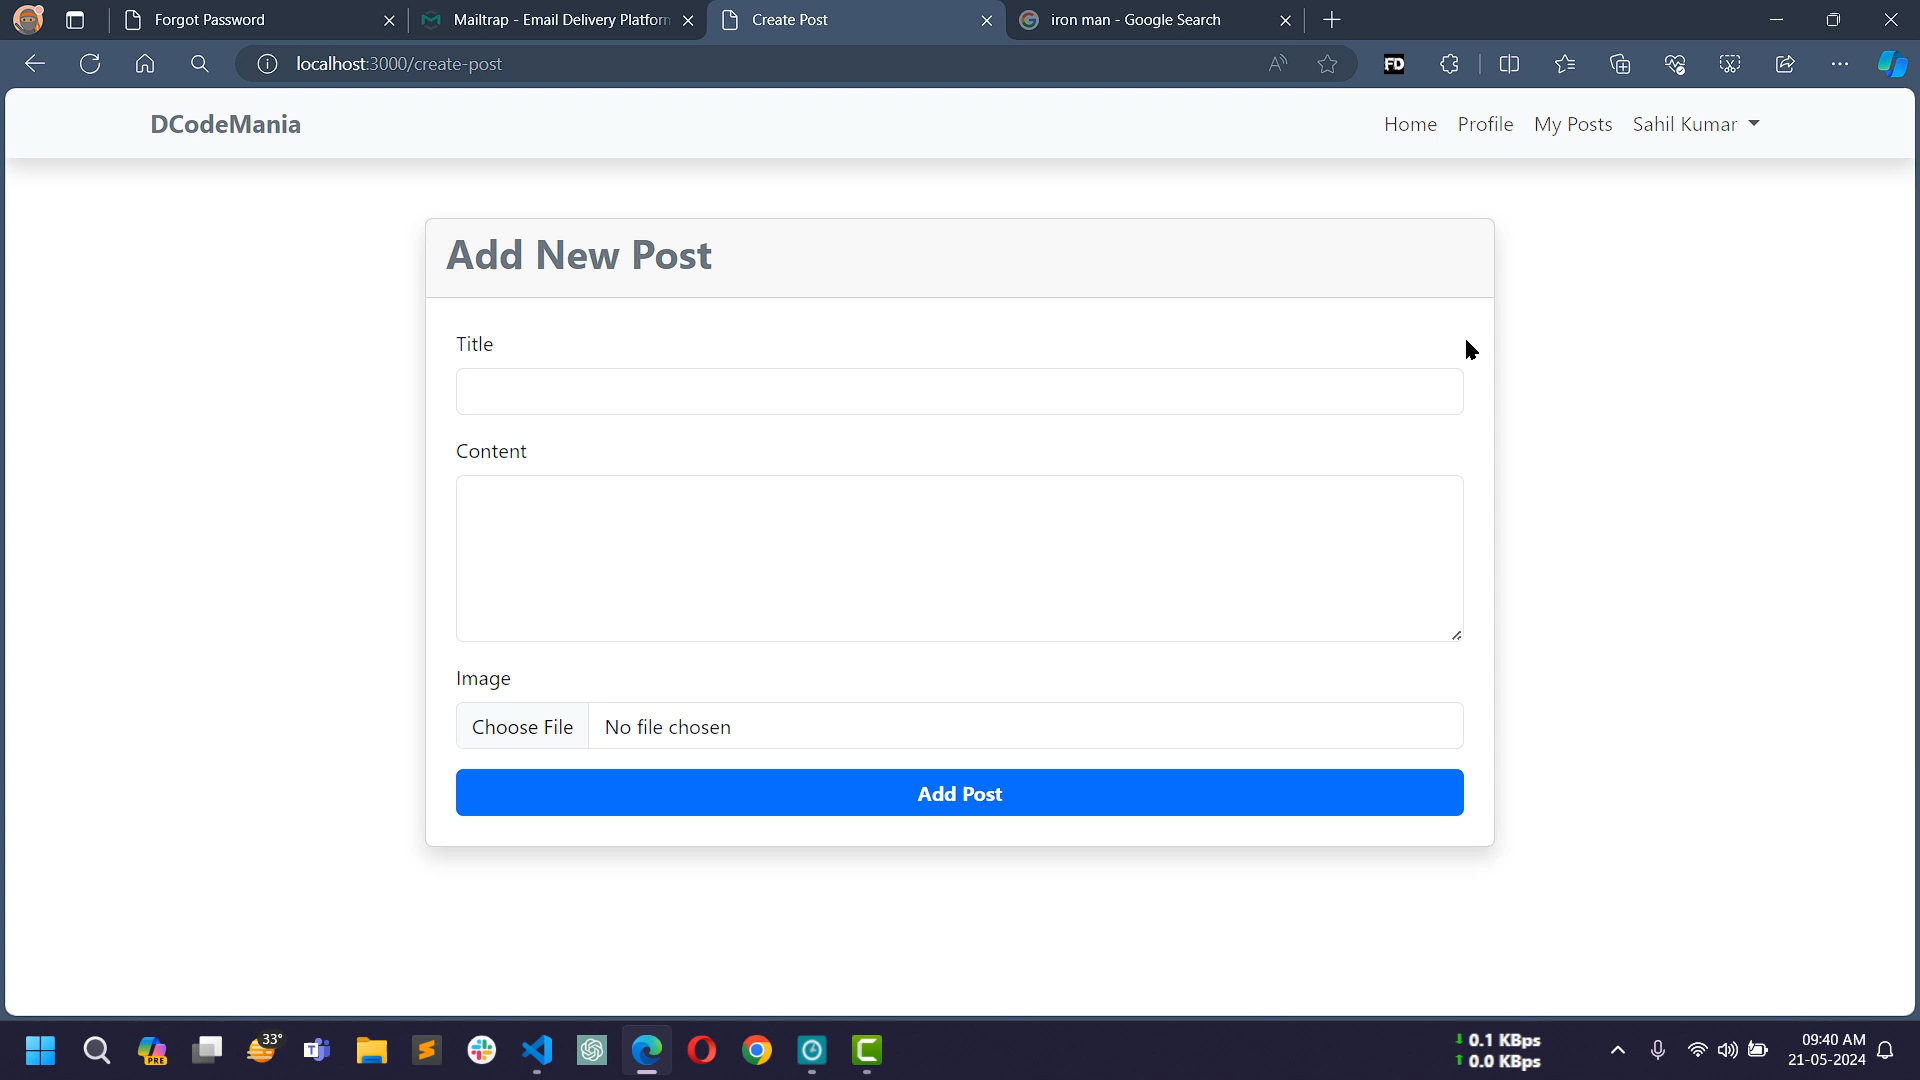 Forgot Password
Mailtrap - Email Delivery Platforn
Create Post
iron man - Google Search
localhost:3000/create-post
FD
DCodeMania
Home Profile My Posts Sahil Kumar
Add New Post
Title
Content
Image
Choose File No file chosen
Add Post
PRE
33°
0.1 KBps
0.0 KBps
09:40 AM
21-05-2024